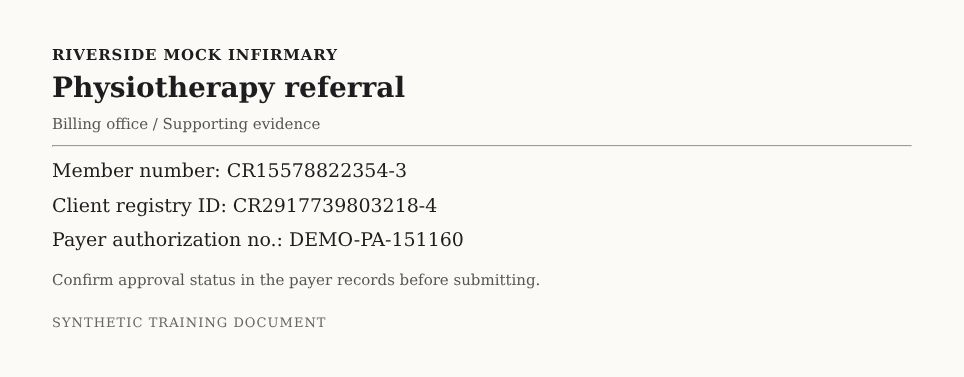 RIVERSIDE MOCK INFIRMARY
Physiotherapy referral
Billing office / Supporting evidence
Member number: CR15578822354-3
Client registry ID: CR2917739803218-4
Payer authorization no.: DEMO-PA-151160
Confirm approval status in the payer records before submitting.
SYNTHETIC TRAINING DOCUMENT